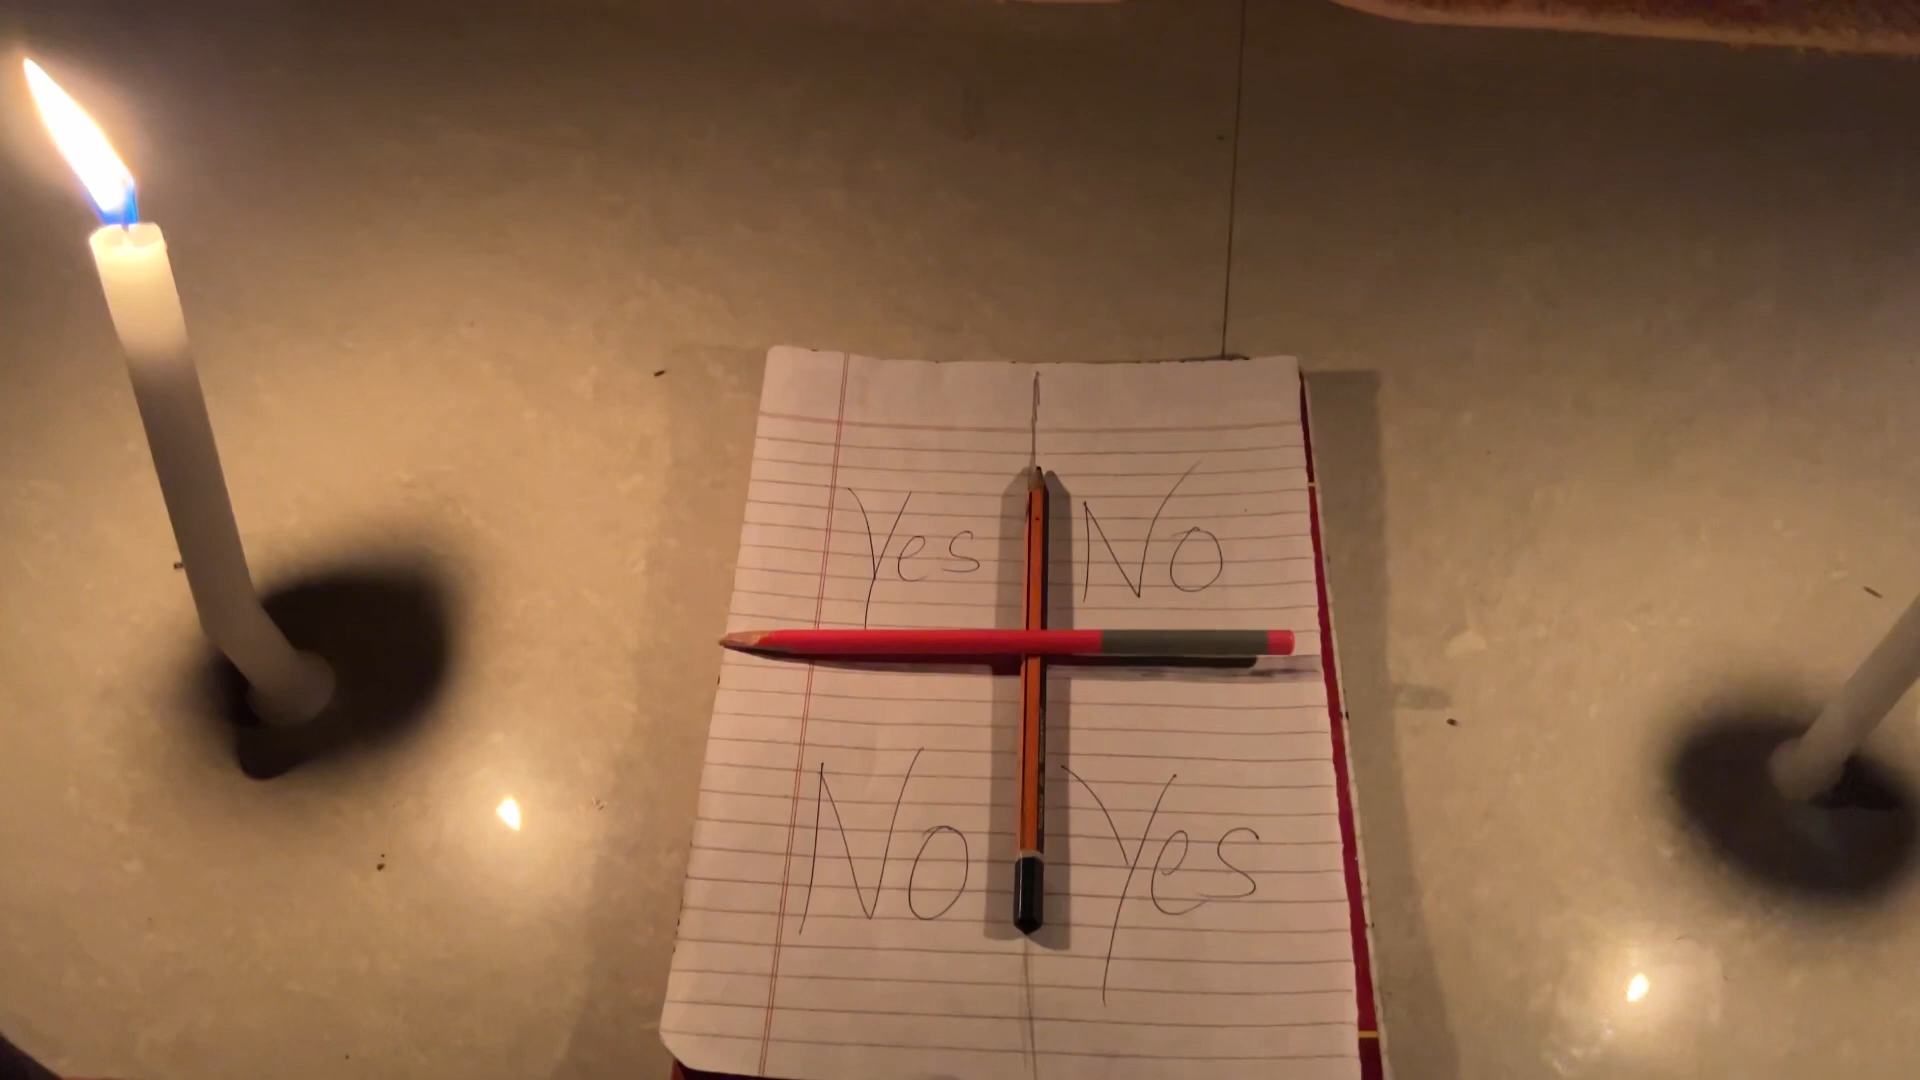 Yes No
No Yes